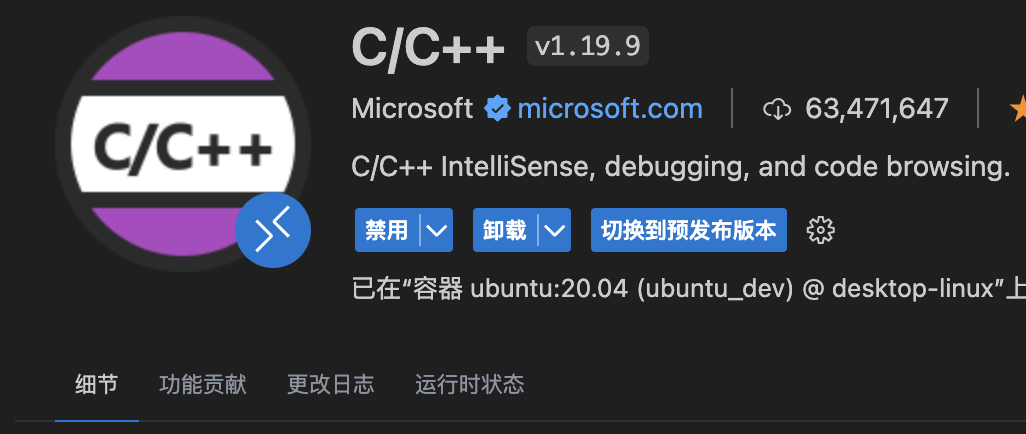 C/C++ v1.19.9
Microsoft microsoft.com 63,471,647
C/C++
C/C++ IntelliSense, debugging, and code browsing.
禁用 卸载 切换到预发布版本
已在“容器 ubuntu:20.04 (ubuntu_dev) @ desktop-linux”上
细节 功能贡献 更改日志 运行时状态